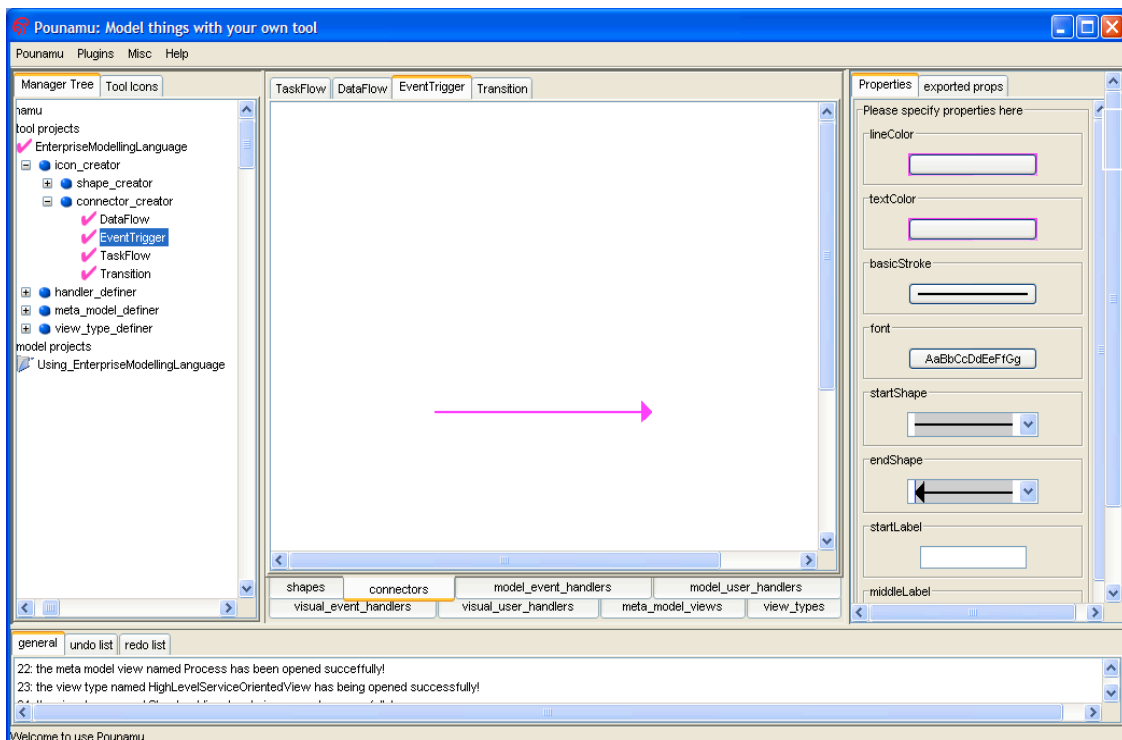 Pounamu: Model things with your own tool
Pounamu Plugins Misc Help
Manager Tree Tool Icons
namu
tool projects
EnterpriseModellingLanguage
icon_creator
shape_creator
connector_creator
DataFlow
EventTrigger
TaskFlow
Transition
handler_definer
meta_model_definer
view_type_definer
model projects
Using_EnterpriseModellingLanguage
TaskFlow DataFlow EventTrigger Transition
shapes connectors model_event_handlers model_user_handlers
visual_event_handlers visual_user_handlers meta_model_views view_types
Properties exported props
Please specify properties here
lineColor
textColor
basicStroke
font
AaBbCcDdEeFfGg
startShape
endShape
startLabel
middleLabel
general undo list redo list
22: the meta model view named Process has been opened succeffully!
23: the view type named HighLevelServiceOrientedView has being opened successfully!
Welcome to use Pounamu